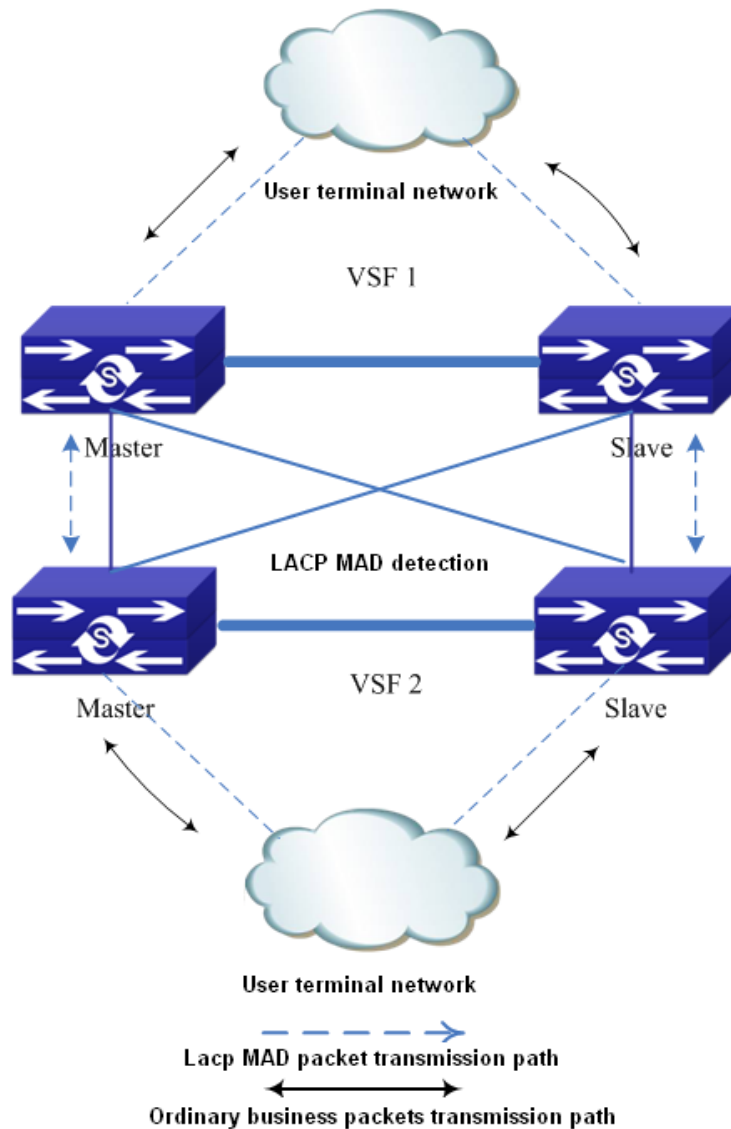 User terminal network
VSF 1
S
S
Master
Slave
LACP MAD detection
S
S
VSF 2
Master
Slave
User terminal network
Lacp MAD packet transmission path
Ordinary business packets transmission path